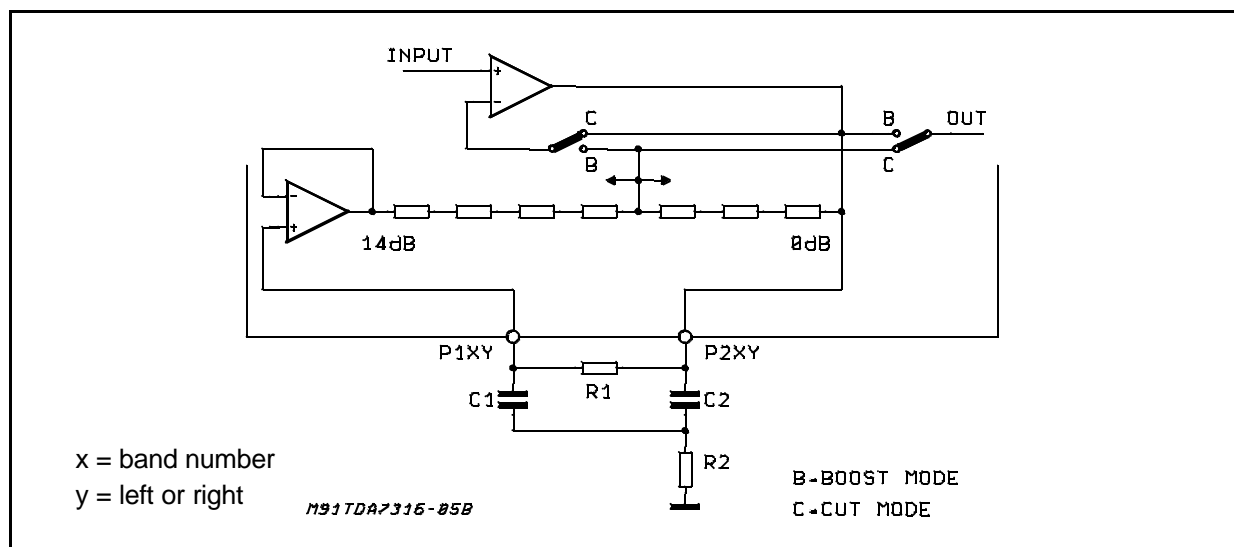 INPUT
+
-
C
B
OUT
B
C
-
+
14dB
0dB
P1XY
P2XY
R1
C1
C2
R2
x = band number
y = left or right
M91TDA7316-05B
B-BOOST MODE
C-CUT MODE